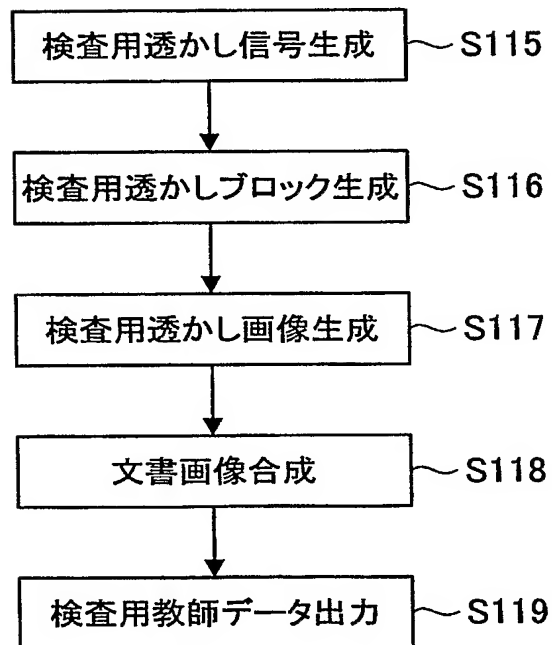 検査用透かし信号生成 ～S115
検査用透かしブロック生成 ～S116
検査用透かし画像生成 ～S117
文書画像合成 ～S118
検査用教師データ出力 ～S119